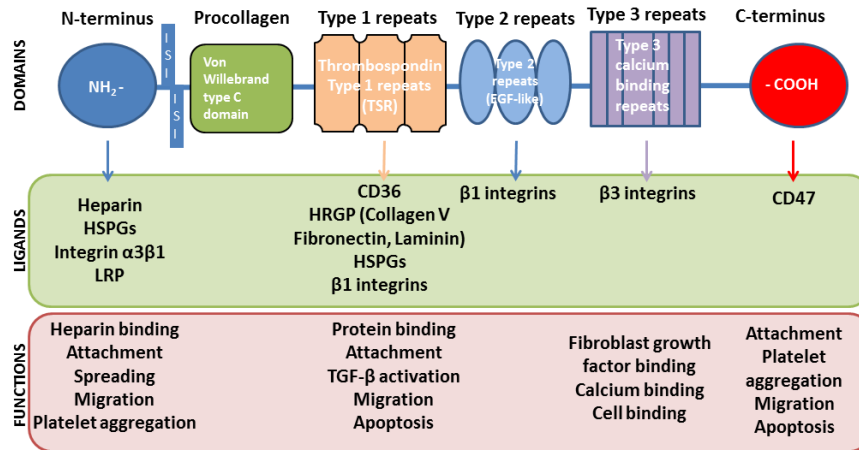 N-terminus
Procollagen
Type 1 repeats
Type 2 repeats
Type 3 repeats
C-terminus
DOMAINS
NH2 -
ISI
ISI
Von
Willebrand
type C
domain
Thrombospondin
Type 1 repeats
(TSR)
Type 2
repeats
(EGF-like)
Type 3
calcium
binding
repeats
- COOH
LIGANDS
Heparin
HSPGs
Integrin α3β1
LRP
CD36
HRGP (Collagen V
Fibronectin, Laminin)
HSPGs
β1 integrins
β1 integrins
β3 integrins
CD47
FUNCTIONS
Heparin binding
Attachment
Spreading
Migration
Platelet aggregation
Protein binding
Attachment
TGF-β activation
Migration
Apoptosis
Fibroblast growth
factor binding
Calcium binding
Cell binding
Attachment
Platelet
aggregation
Migration
Apoptosis